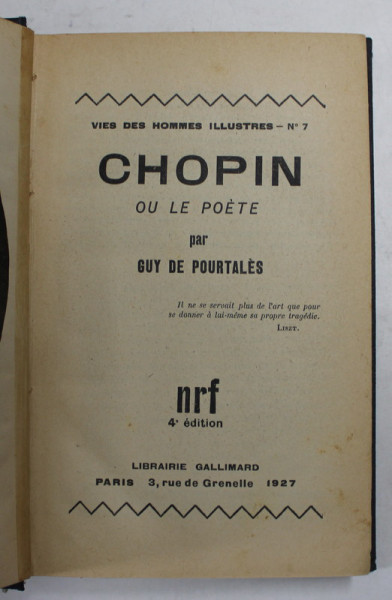 VIES DES HOMMES ILLUSTRES – N° 7
CHOPIN
OU LE POÈTE
par
GUY DE POURTALÈS
Il ne se servait plus de l'art que pour
se donner à lui-même sa propre tragédie.
LISZT.
nrf
4e édition
LIBRAIRIE GALLIMARD
PARIS 3, rue de Grenelle 1927